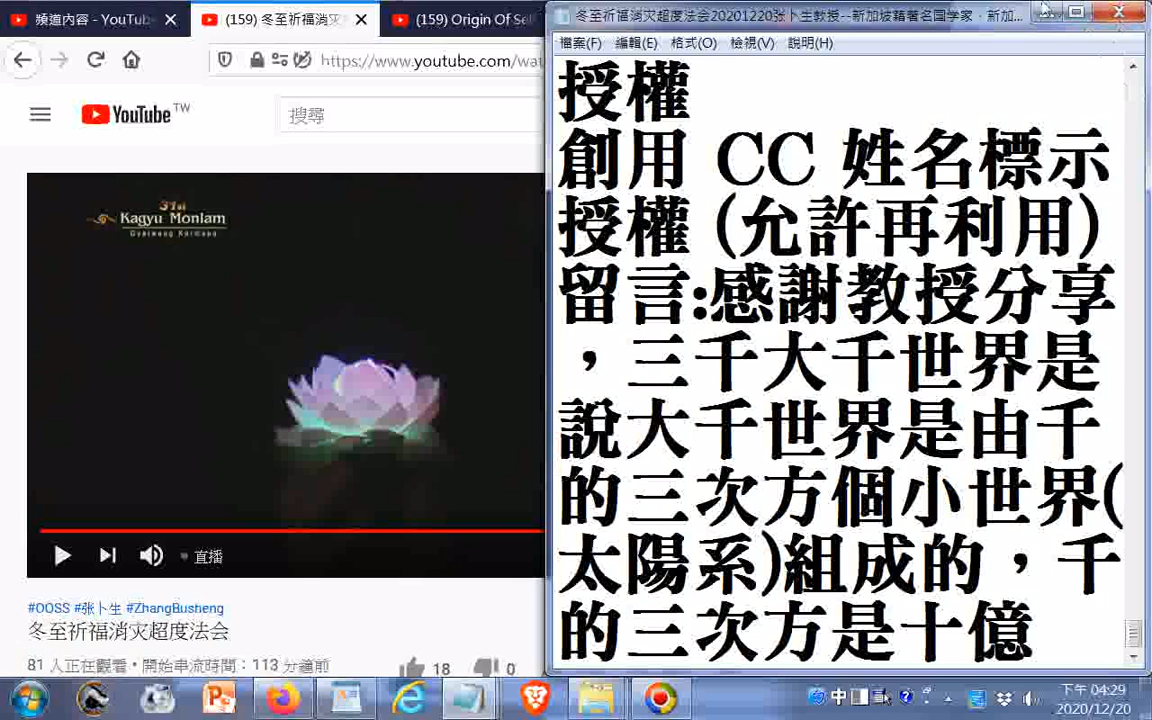 頻道內容 - YouTu
(159) 冬至祈福消灾
(159) Origin Of Sel
https://www.youtube.com/wat
YouTube TW
搜尋
31st
Kagyu Monlam
Gyalwang Karmapa
直播
#OOSS #张卜生 #ZhangBusheng
冬至祈福消灾超度法会
81 人正在觀看 • 開始串流時間：113 分鐘前
18
0
冬至祈福消灾超度法会20201220张卜生教授--新加坡藉著名国学家，新加...
檔案(F) 編輯(E) 格式(O) 檢視(V) 說明(H)
授權
創用 CC 姓名標示
授權 (允許再利用)
留言:感謝教授分享
，三千大千世界是
說大千世界是由千
的三次方個小世界(
太陽系)組成的，千
的三次方是十億
中
下午 04:29
2020/12/20